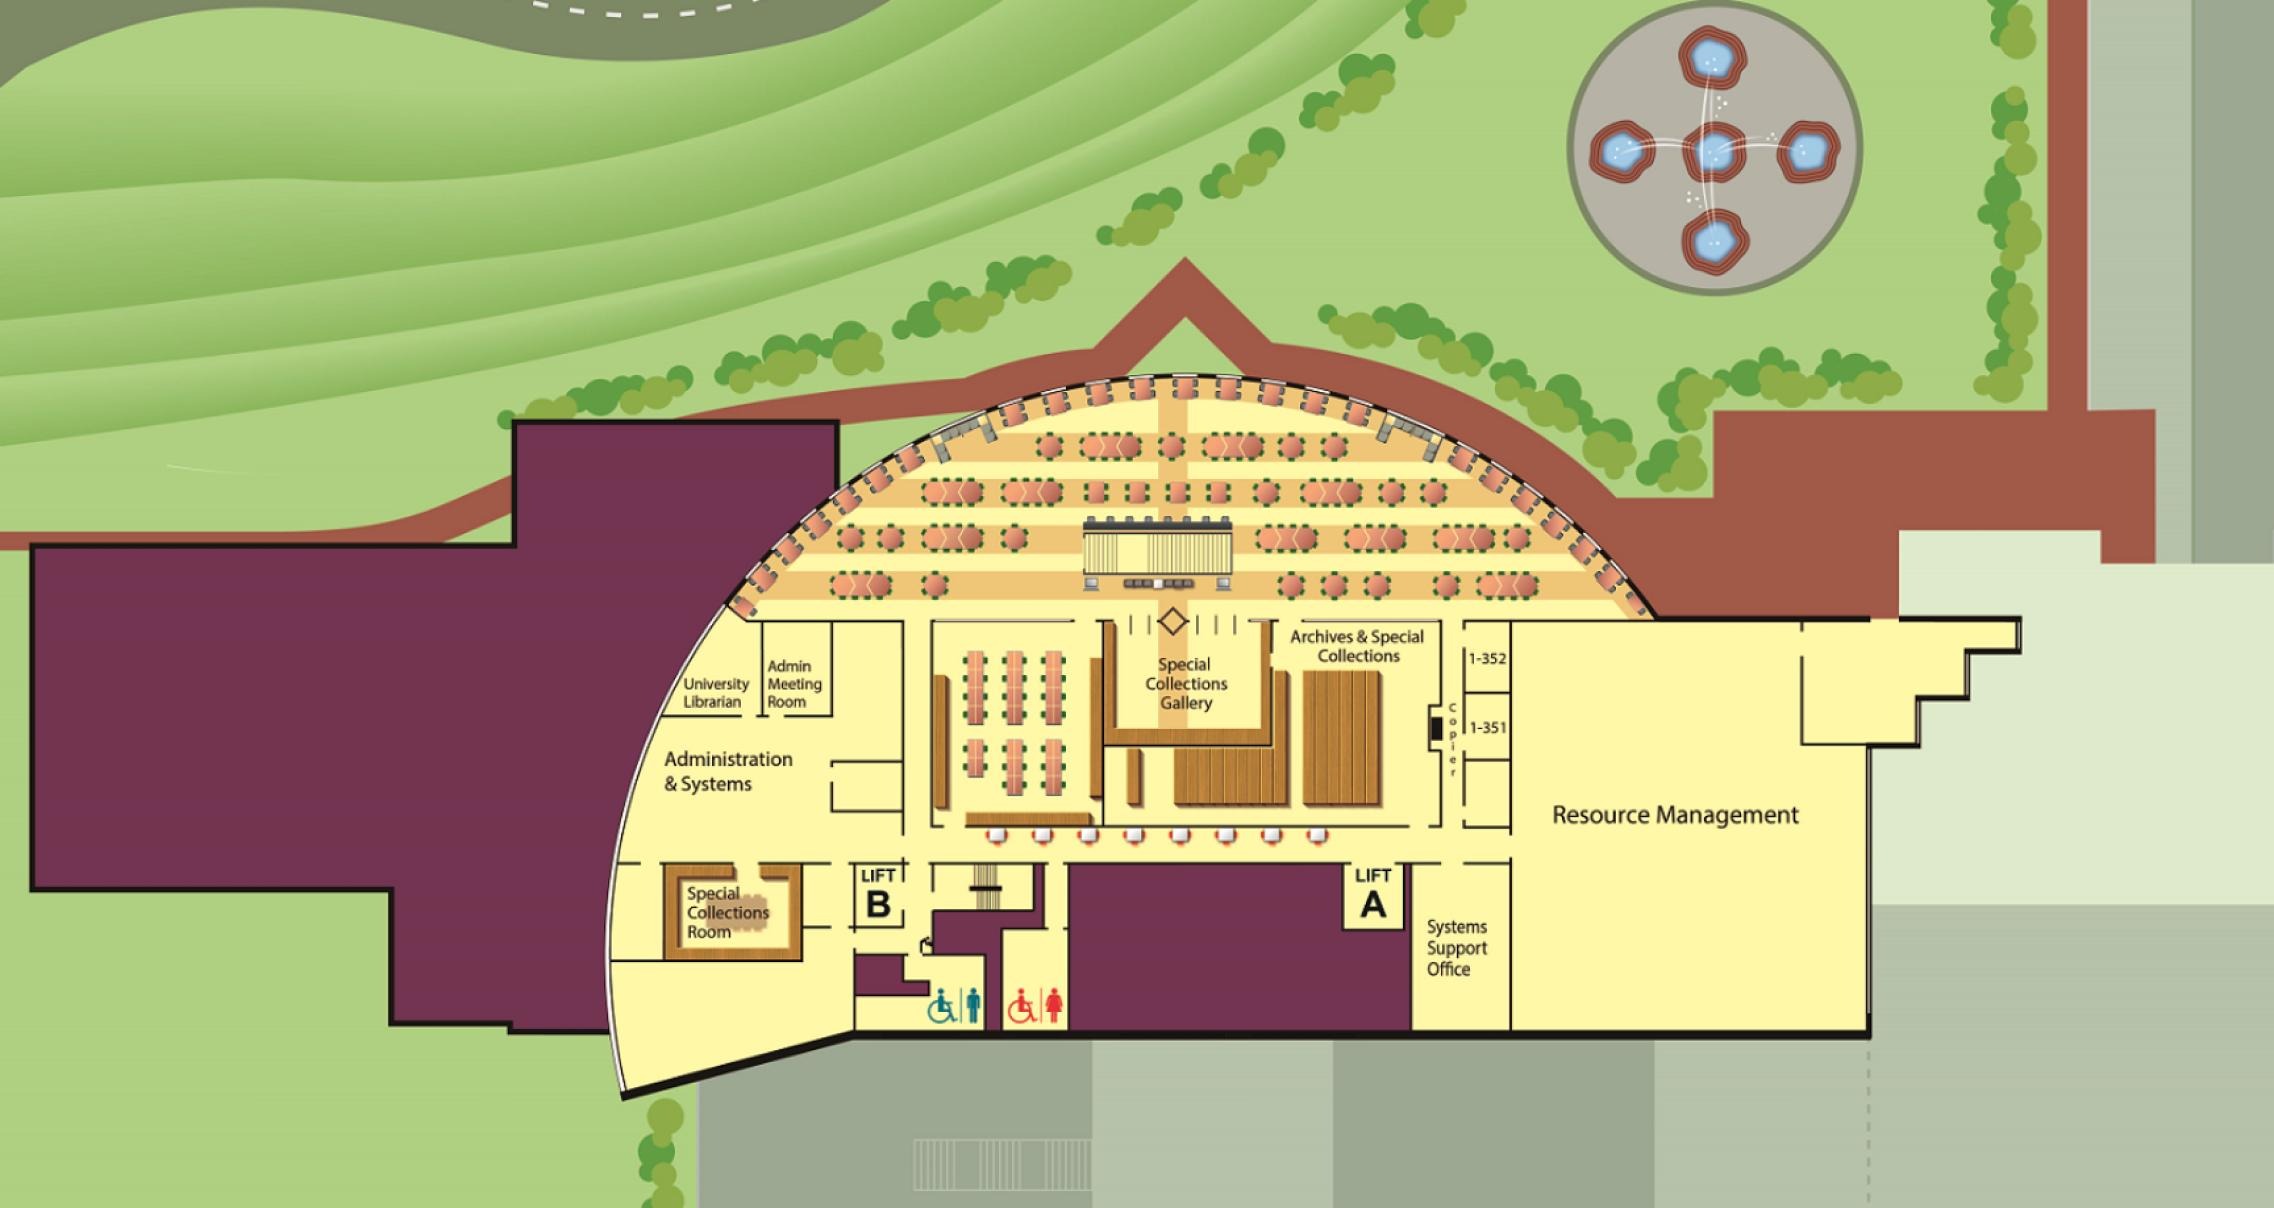 University
Librarian
Admin
Meeting
Room
Special
Collections
Gallery
Archives & Special
Collections
1-352
1-351
Copier
Administration
& Systems
Resource Management
Special
Collections
Room
LIFT
B
LIFT
A
Systems
Support
Office